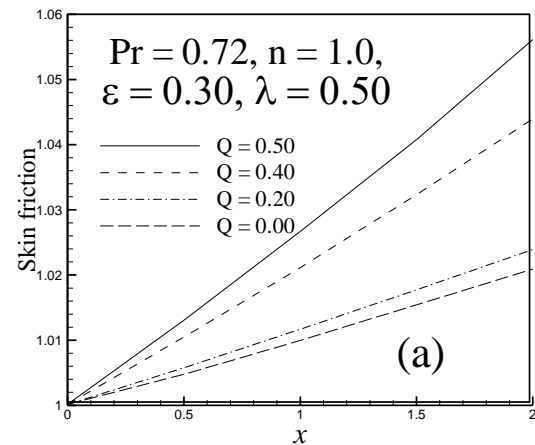 1.06
Pr = 0.72, n = 1.0,
ε = 0.30, λ = 0.50
1.05
1.04
Q = 0.50
Q = 0.40
Q = 0.20
Q = 0.00
1.03
1.02
1.01
1
Skin friction
(a)
0
0.5
1
1.5
2
x